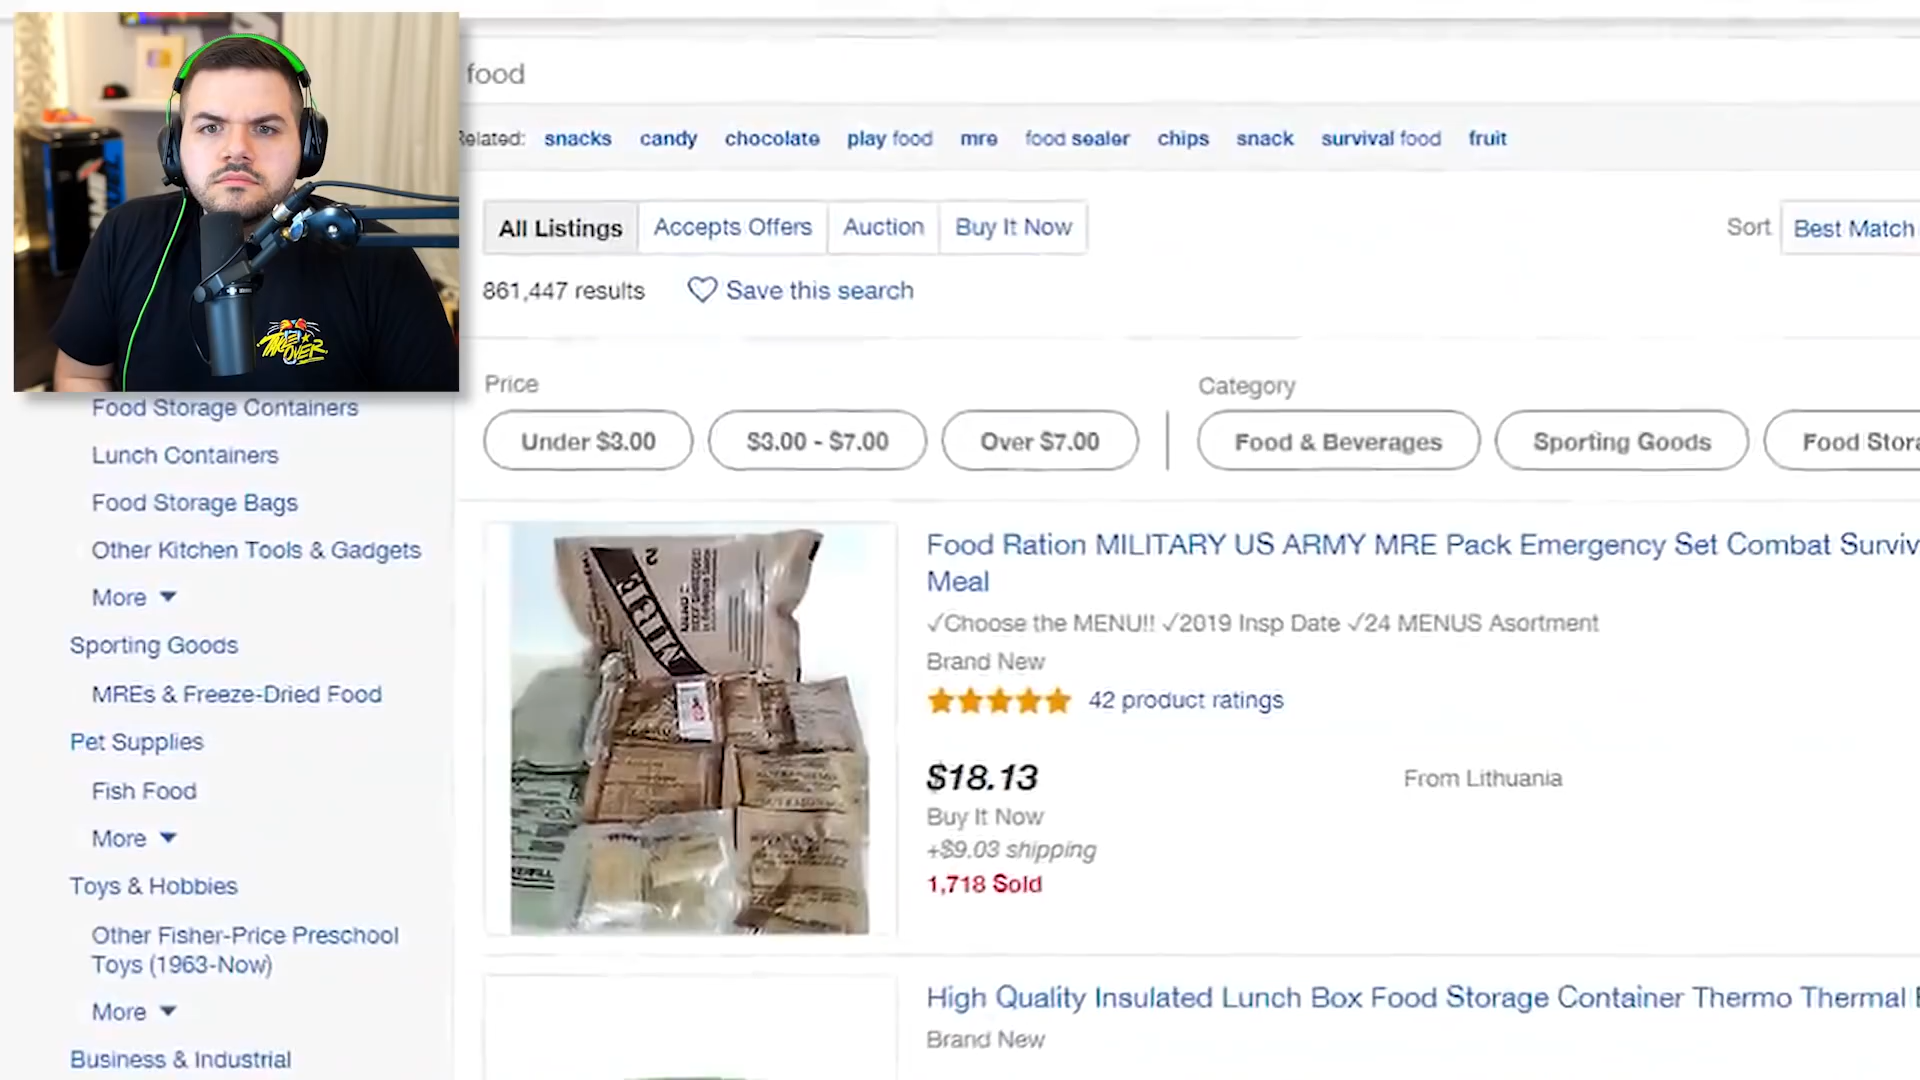 food
Related: snacks candy chocolate play food mre food sealer chips snack survival food fruit
All Listings Accepts Offers Auction Buy It Now
Sort Best Match
861,447 results Save this search
Price
Category
Under $3.00 $3.00 - $7.00 Over $7.00 Food & Beverages Sporting Goods Food Stora
Food Storage Containers
Lunch Containers
Food Storage Bags
Other Kitchen Tools & Gadgets
More
Sporting Goods
MREs & Freeze-Dried Food
Pet Supplies
Fish Food
More
Toys & Hobbies
Other Fisher-Price Preschool
Toys (1963-Now)
More
Business & Industrial
TAKE OVER
MRE
Food Ration MILITARY US ARMY MRE Pack Emergency Set Combat Surviv
Meal
✓Choose the MENU!! ✓2019 Insp Date ✓24 MENUS Asortment
Brand New
42 product ratings
$18.13
From Lithuania
Buy It Now
+$9.03 shipping
1,718 Sold
High Quality Insulated Lunch Box Food Storage Container Thermo Thermal
Brand New